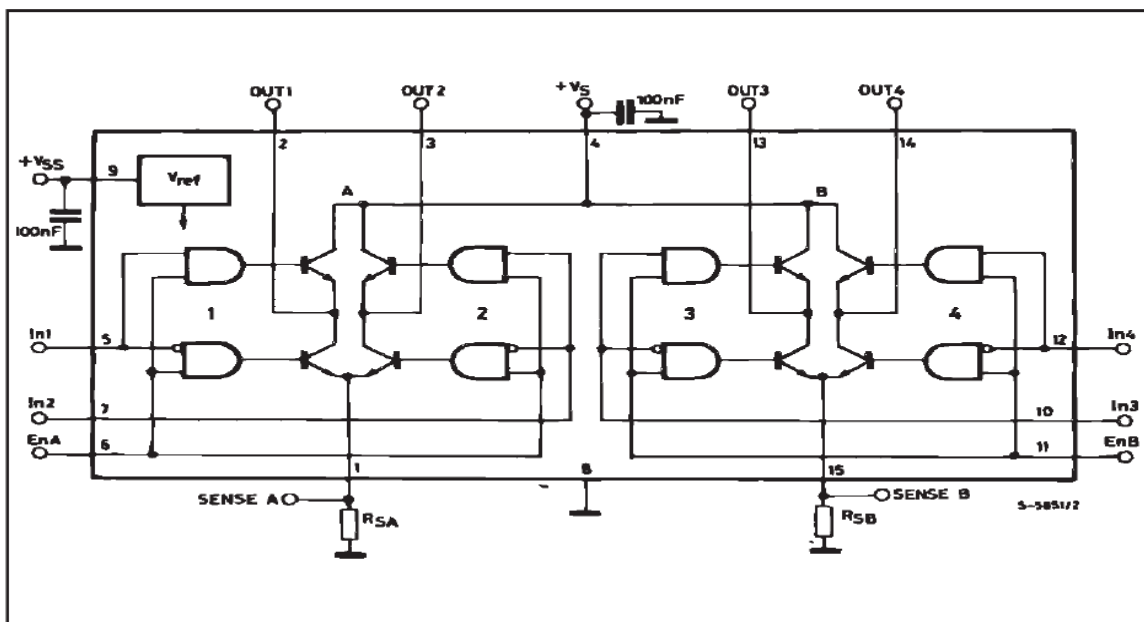 OUT1
OUT2
+VS
100nF
OUT3
OUT4
2
3
4
13
14
+VSS
9
Vref
100nF
A
B
1
2
3
4
In1
5
12
In4
In2
7
10
In3
EnA
6
11
EnB
1
8
15
SENSE A
SENSE B
RSA
RSB
S-5851/2